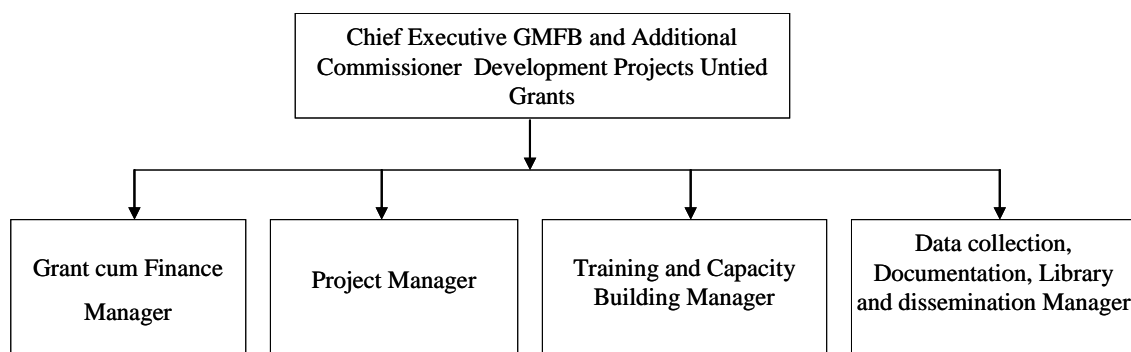 Chief Executive GMFB and Additional
Commissioner Development Projects Untied
Grants
Grant cum Finance
Manager
Project Manager
Training and Capacity
Building Manager
Data collection,
Documentation, Library
and dissemination Manager